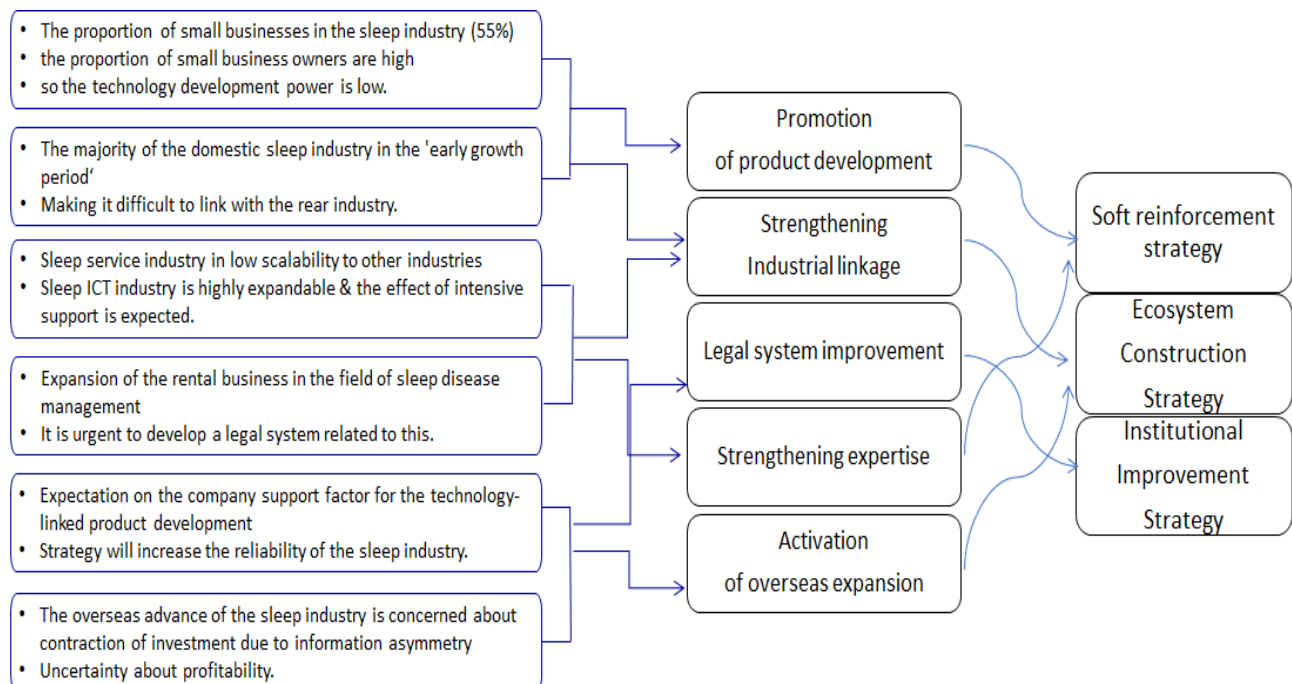 • The proportion of small businesses in the sleep industry (55%)
• the proportion of small business owners are high
• so the technology development power is low.
• The majority of the domestic sleep industry in the 'early growth
period‘
• Making it difficult to link with the rear industry.
• Sleep service industry in low scalability to other industries
• Sleep ICT industry is highly expandable & the effect of intensive
support is expected.
• Expansion of the rental business in the field of sleep disease
management
• It is urgent to develop a legal system related to this.
• Expectation on the company support factor for the technology-
linked product development
• Strategy will increase the reliability of the sleep industry.
• The overseas advance of the sleep industry is concerned about
contraction of investment due to information asymmetry
• Uncertainty about profitability.
Promotion
of product development
Strengthening
Industrial linkage
Legal system improvement
Strengthening expertise
Activation
of overseas expansion
Soft reinforcement
strategy
Ecosystem
Construction
Strategy
Institutional
Improvement
Strategy